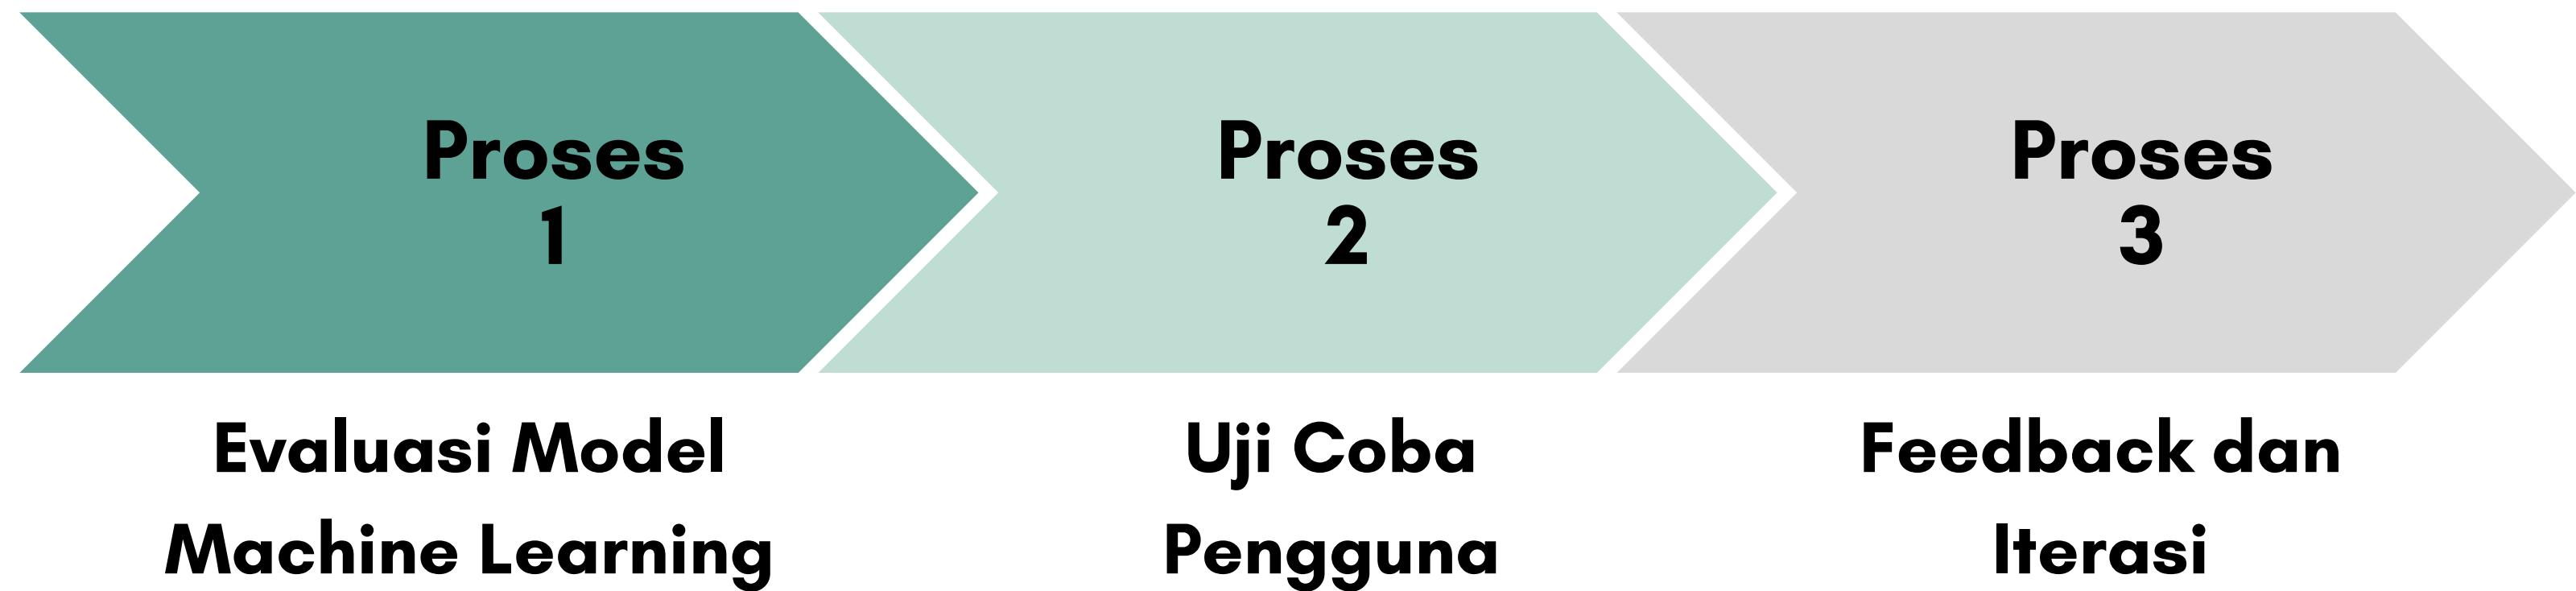 Proses
1
Proses
2
Proses
3
Evaluasi Model
Machine Learning
Uji Coba
Pengguna
Feedback dan
Iterasi